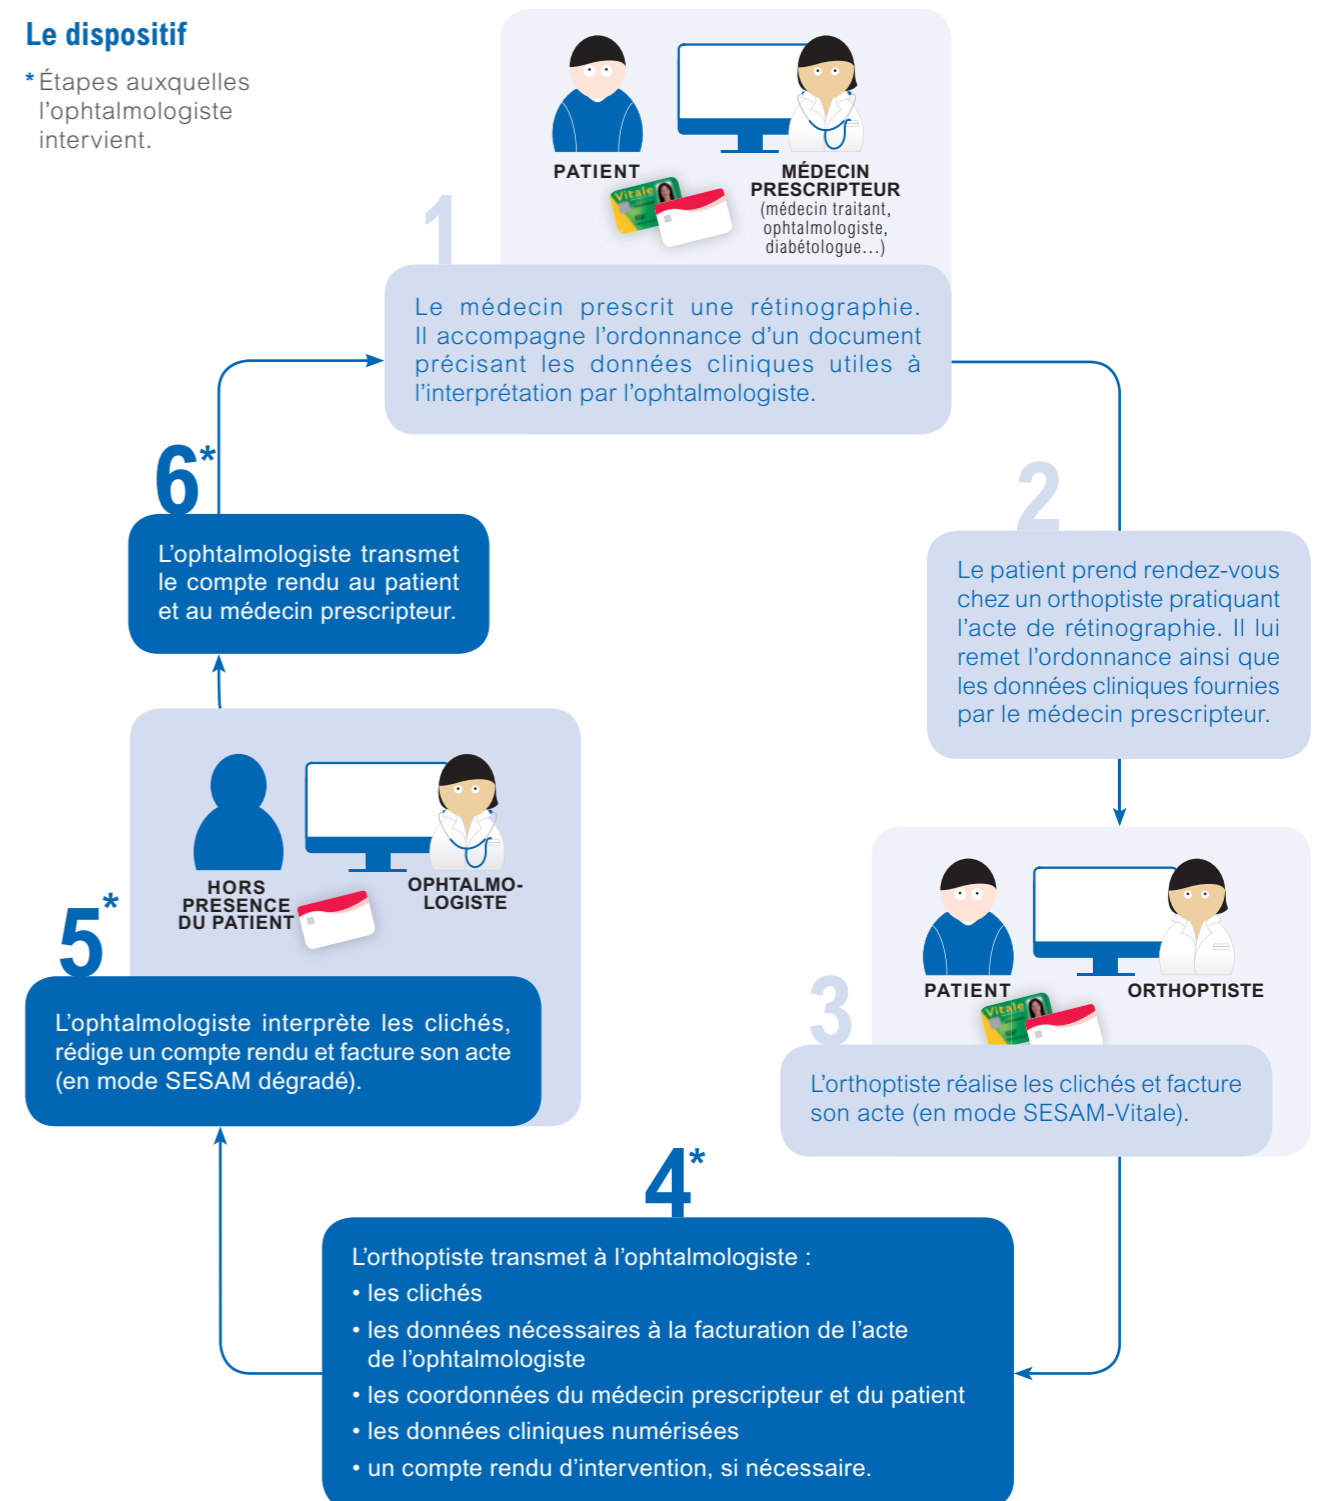 Le dispositif
* Étapes auxquelles
l'ophtalmologiste
intervient.
PATIENT
MÉDECIN
PRESCRIPTEUR
(médecin traitant,
ophtalmologiste,
diabétologue...)
Vitale
1
Le médecin prescrit une rétinographie.
Il accompagne l'ordonnance d'un document
précisant les données cliniques utiles à
l'interprétation par l'ophtalmologiste.
2
Le patient prend rendez-vous
chez un orthoptiste pratiquant
l'acte de rétinographie. Il lui
remet l'ordonnance ainsi que
les données cliniques fournies
par le médecin prescripteur.
PATIENT
ORTHOPTISTE
Vitale
3
L'orthoptiste réalise les clichés et facture
son acte (en mode SESAM-Vitale).
4*
L'orthoptiste transmet à l'ophtalmologiste :
• les clichés
• les données nécessaires à la facturation de l'acte
de l'ophtalmologiste
• les coordonnées du médecin prescripteur et du patient
• les données cliniques numérisées
• un compte rendu d'intervention, si nécessaire.
HORS
PRESENCE
DU PATIENT
OPHTALMO-
LOGISTE
5*
L'ophtalmologiste interprète les clichés,
rédige un compte rendu et facture son acte
(en mode SESAM dégradé).
6*
L'ophtalmologiste transmet
le compte rendu au patient
et au médecin prescripteur.